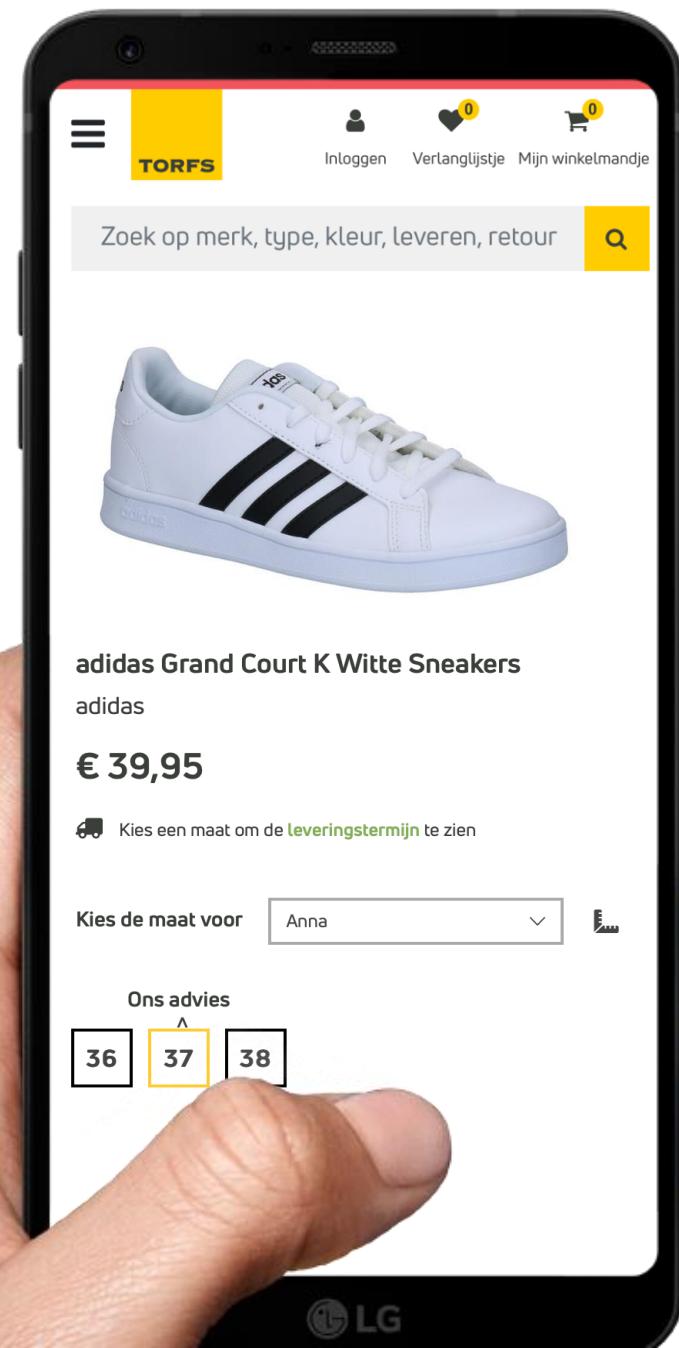 TORFS
0
0
Inloggen
Verlanglijstje
Mijn winkelmandje
Zoek op merk, type, kleur, leveren, retour
adidas
adidas Grand Court K Witte Sneakers
adidas
€ 39,95
Kies een maat om de leveringstermijn te zien
Kies de maat voor
Anna
Ons advies
36
37
38
LG